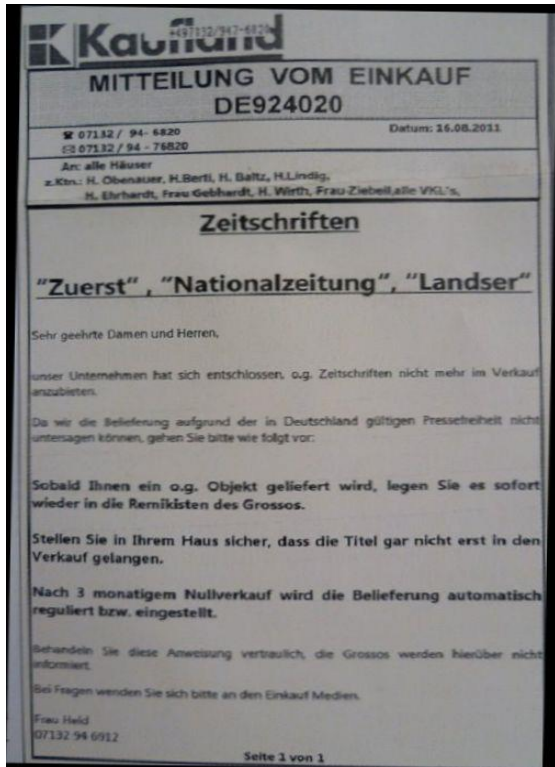 Kaufland
+497132/947-6820
MITTEILUNG VOM EINKAUF
DE924020
☎ 07132 / 94- 6820
Datum: 16.08.2011
07132 / 94 - 76820
An: alle Häuser
z.Ktn.: H. Obenauer, H.Bertl, H. Baltz, H.Lindig,
H. Ehrhardt, Frau Gebhardt, H. Wirth, Frau Ziebeil,alle VKL's,
Zeitschriften
"Zuerst" , "Nationalzeitung", "Landser"
Sehr geehrte Damen und Herren,
unser Unternehmen hat sich entschlossen, o.g. Zeitschriften nicht mehr im Verkauf
anzubieten.
Da wir die Belieferung aufgrund der in Deutschland gültigen Pressefreiheit nicht
untersagen können, gehen Sie bitte wie folgt vor:
Sobald Ihnen ein o.g. Objekt geliefert wird, legen Sie es sofort
wieder in die Remikisten des Grossos.
Stellen Sie in Ihrem Haus sicher, dass die Titel gar nicht erst in den
Verkauf gelangen.
Nach 3 monatigem Nullverkauf wird die Belieferung automatisch
reguliert bzw. eingestellt.
Behandeln Sie diese Anweisung vertraulich, die Grossos werden hierüber nicht
informiert.
Bei Fragen wenden Sie sich bitte an den Einkauf Medien.
Frau Held
07132 94 6912
Seite 1 von 1